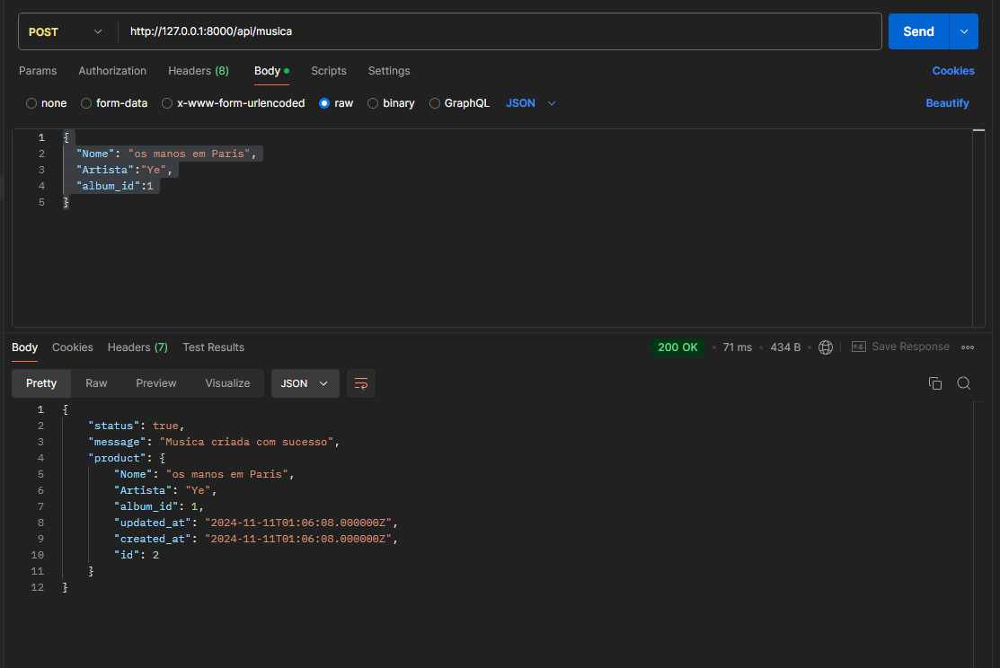 POST http://127.0.0.1:8000/api/musica Send
Params Authorization Headers (8) Body Scripts Settings Cookies
none form-data x-www-form-urlencoded raw binary GraphQL JSON Beautify
1 {
2 "Nome": "os manos em Paris",
3 "Artista":"Ye",
4 "album_id":1
5 }
Body Cookies Headers (7) Test Results 200 OK 71 ms 434 B e.g. Save Response
Pretty Raw Preview Visualize JSON
1 {
2 "status": true,
3 "message": "Musica criada com sucesso",
4 "product": {
5 "Nome": "os manos em Paris",
6 "Artista": "Ye",
7 "album_id": 1,
8 "updated_at": "2024-11-11T01:06:08.000000Z",
9 "created_at": "2024-11-11T01:06:08.000000Z",
10 "id": 2
11 }
12 }